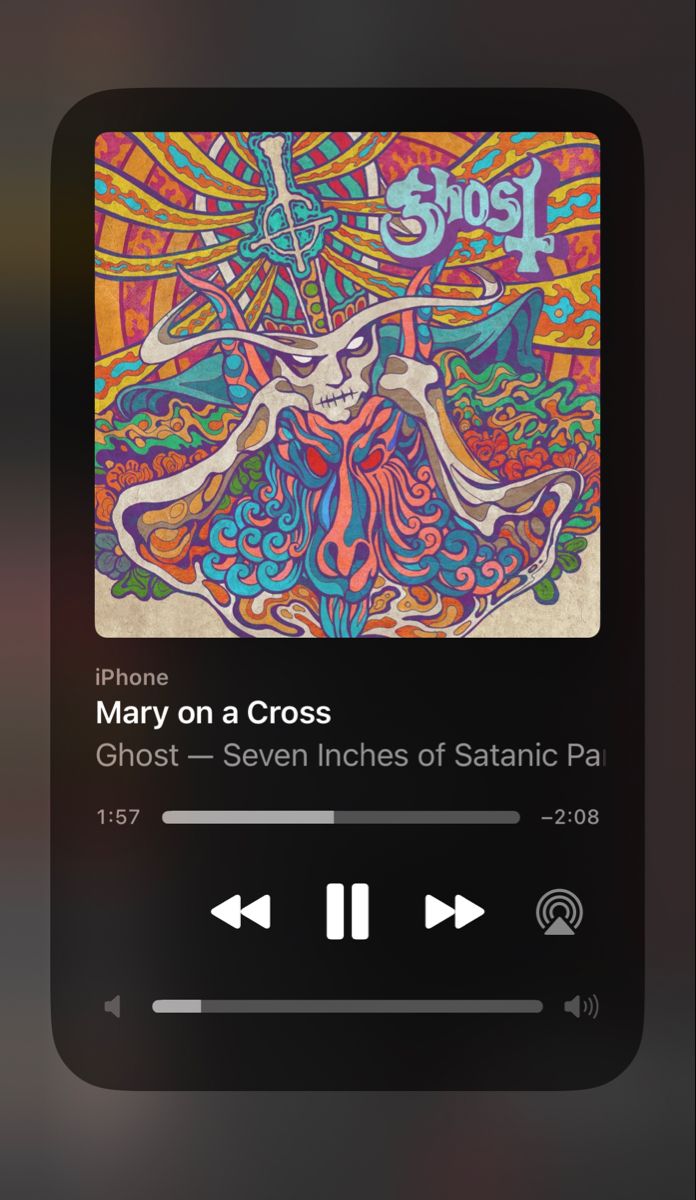 Ghost
iPhone
Mary on a Cross
Ghost — Seven Inches of Satanic Pa
1:57 −2:08